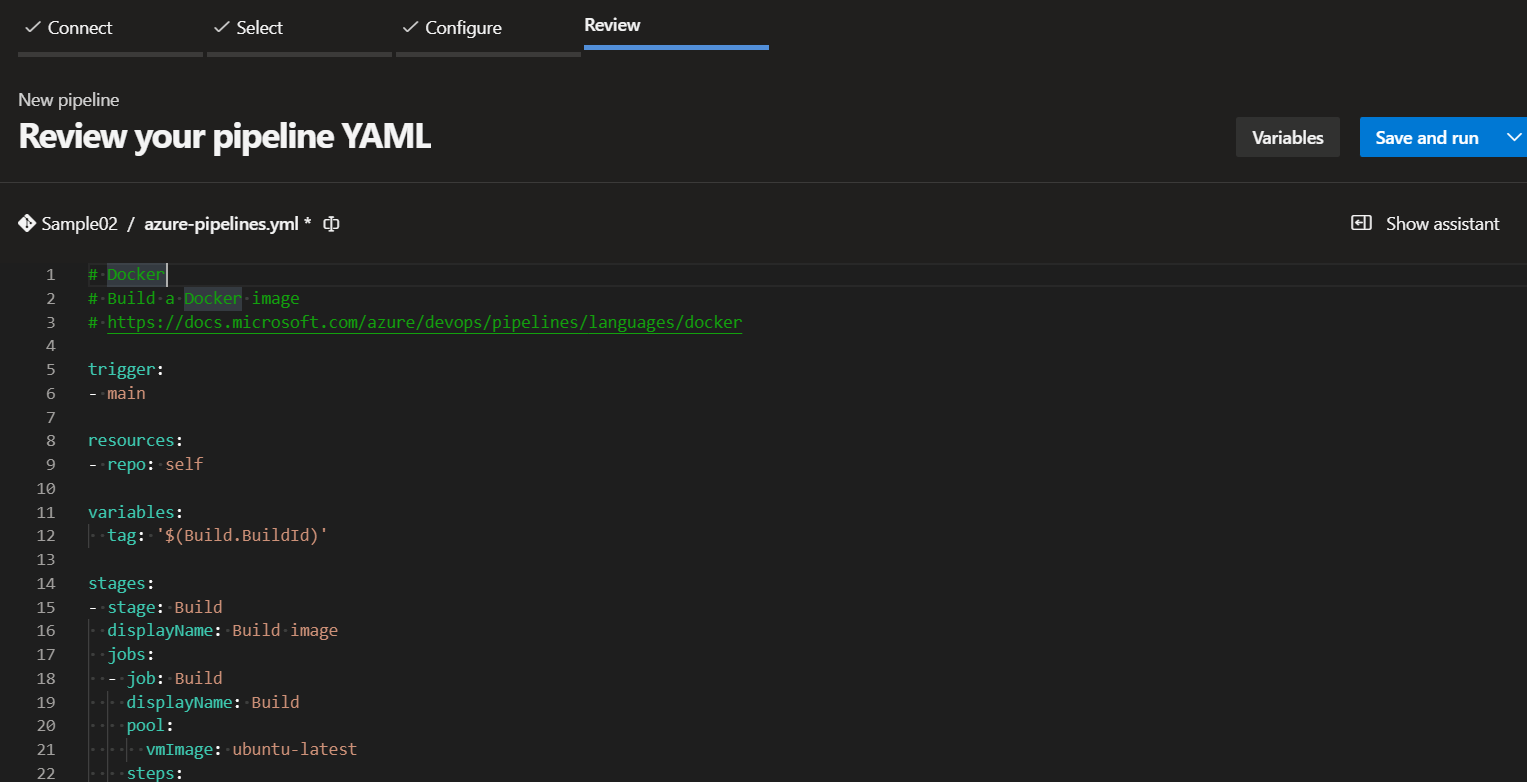 Connect
Select
Configure
Review
New pipeline
Review your pipeline YAML
Variables
Save and run
Sample02 / azure-pipelines.yml *
Show assistant
1 # Docker
2 # Build a Docker image
3 # https://docs.microsoft.com/azure/devops/pipelines/languages/docker
4
5 trigger:
6 - main
7
8 resources:
9 - repo: self
10
11 variables:
12   tag: '$(Build.BuildId)'
13
14 stages:
15 - stage: Build
16   displayName: Build image
17   jobs:
18   - job: Build
19     displayName: Build
20     pool:
21       vmImage: ubuntu-latest
22     steps: